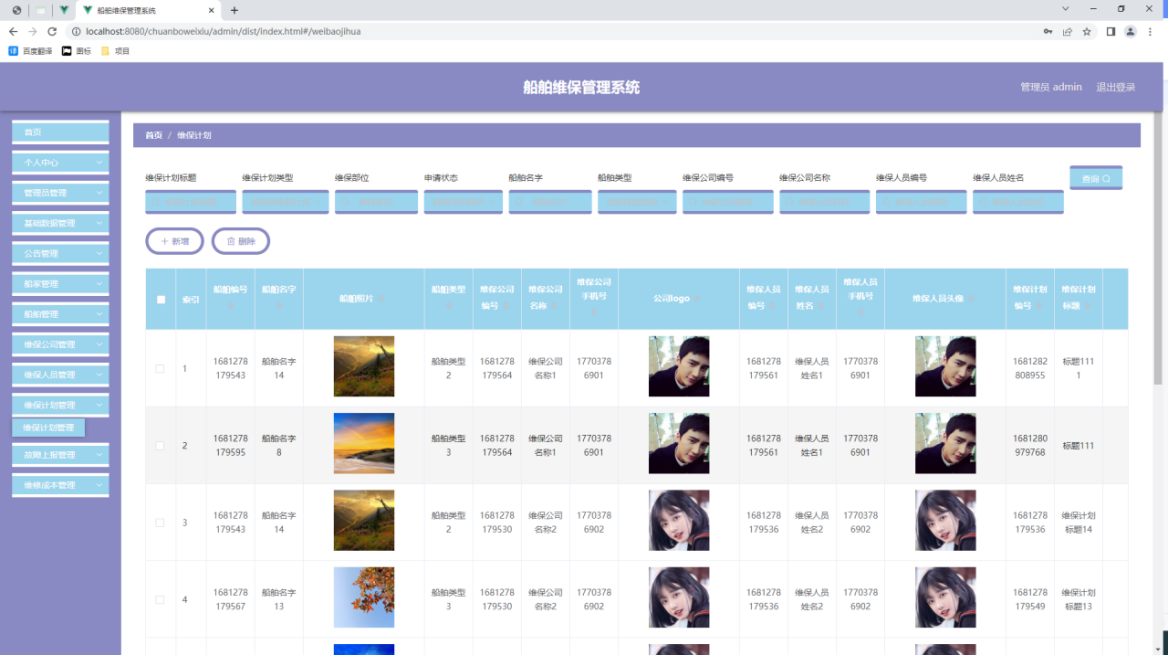 船舶维保管理系统
localhost:8080/chuanboweixiu/admin/dist/index.html#/weibaojihua
百度翻译 图标 项目
船舶维保管理系统
管理员 admin 退出登录
首页
个人中心
管理员管理
基础数据管理
公告管理
船家管理
船舶管理
维保公司管理
维保人员管理
维保计划管理
维保计划管理
故障上报管理
维修成本管理
首页 / 维保计划
维保计划标题 维保计划类型 维保部位 申请状态 船舶名字 船舶类型 维保公司编号 维保公司名称 维保人员编号 维保人员姓名
查询
+ 新增 删除
索引 船舶编号 船舶名字 船舶照片 船舶类型 维保公司编号 维保公司名称 维保公司手机号 公司logo 维保人员编号 维保人员姓名 维保人员手机号 维保人员头像 维保计划编号 维保计划标题
1 1681278179543 船舶名字14 船舶类型2 1681278179564 维保公司名称1 17703786901 1681278179561 维保人员姓名1 17703786901 1681282808955 标题1111
2 1681278179595 船舶名字8 船舶类型3 1681278179564 维保公司名称1 17703786901 1681278179561 维保人员姓名1 17703786901 1681280979768 标题111
3 1681278179543 船舶名字14 船舶类型2 1681278179530 维保公司名称2 17703786902 1681278179536 维保人员姓名2 17703786902 1681278179536 维保计划标题14
4 1681278179567 船舶名字13 船舶类型3 1681278179530 维保公司名称2 17703786902 1681278179536 维保人员姓名2 17703786902 1681278179549 维保计划标题13